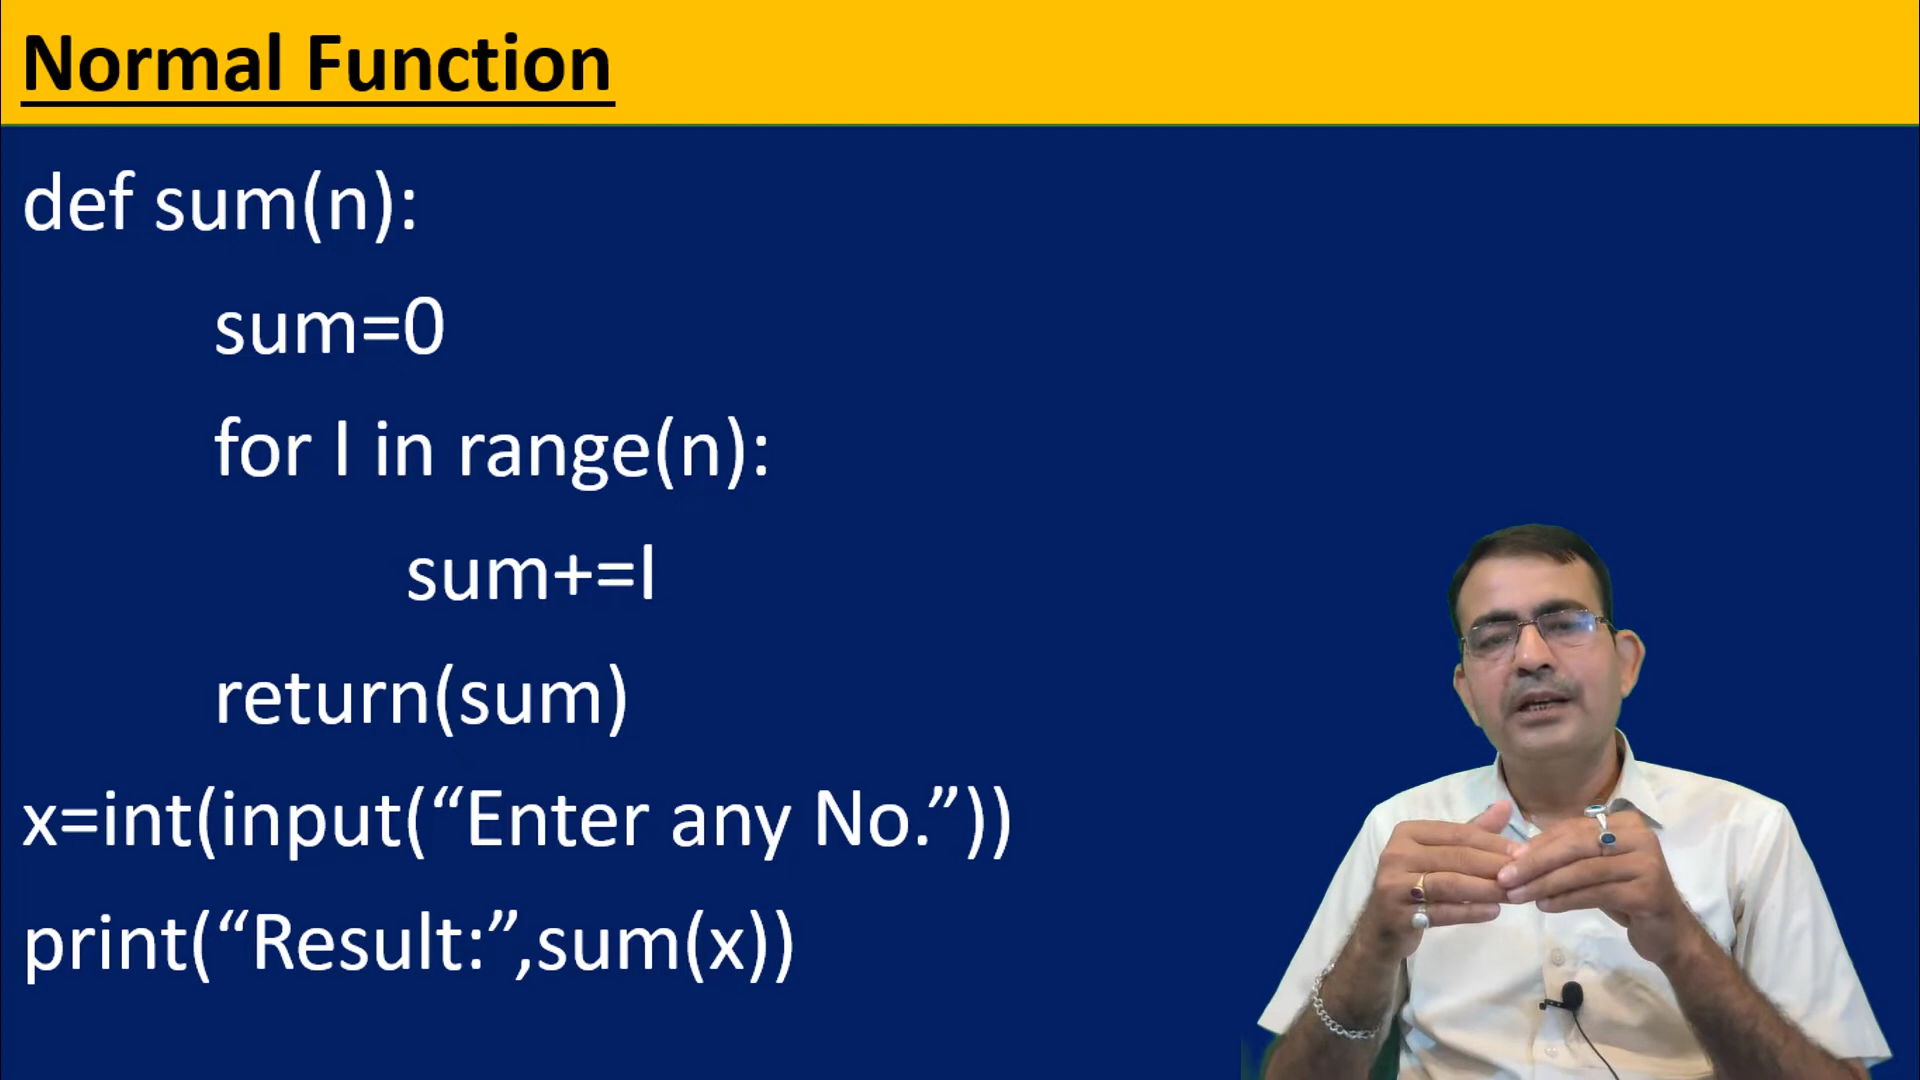 Normal Function
def sum(n):
sum=0
for I in range(n):
sum+=I
return(sum)
x=int(input(“Enter any No.”))
print(“Result:”,sum(x))